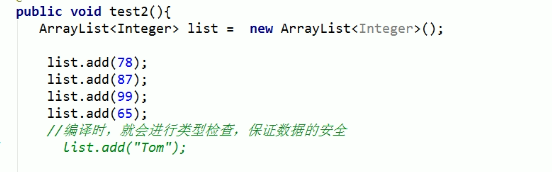 public void test2(){
ArrayList<Integer> list =  new ArrayList<Integer>();
list.add(78);
list.add(87);
list.add(99);
list.add(65);
//编译时，就会进行类型检查，保证数据的安全
list.add("Tom");